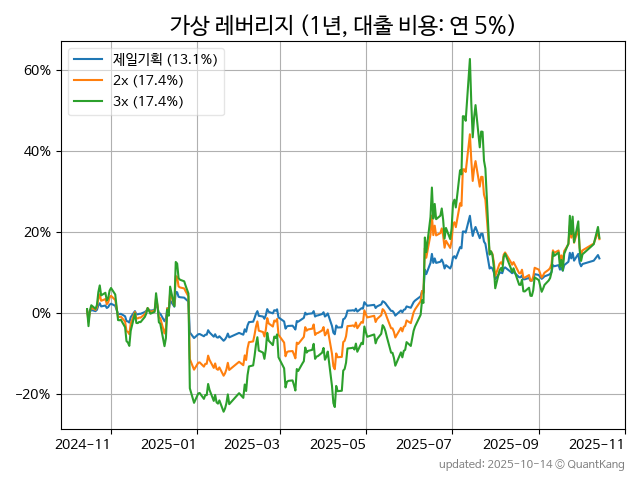 가상 레버리지 (1년, 대출 비용: 연 5%)
제일기획 (13.1%)
2x (17.4%)
3x (17.4%)
60%
40%
20%
0%
−20%
2024-11 2025-01 2025-03 2025-05 2025-07 2025-09 2025-11
updated: 2025-10-14 © QuantKang